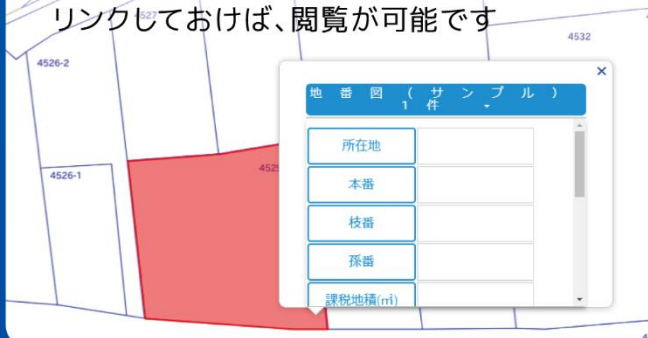 リンクしておけば、閲覧が可能です
4527
4532
4526-2
地番図(サンプル)
1件
4526-1
所在地
本番
枝番
孫番
課税地積(㎡)